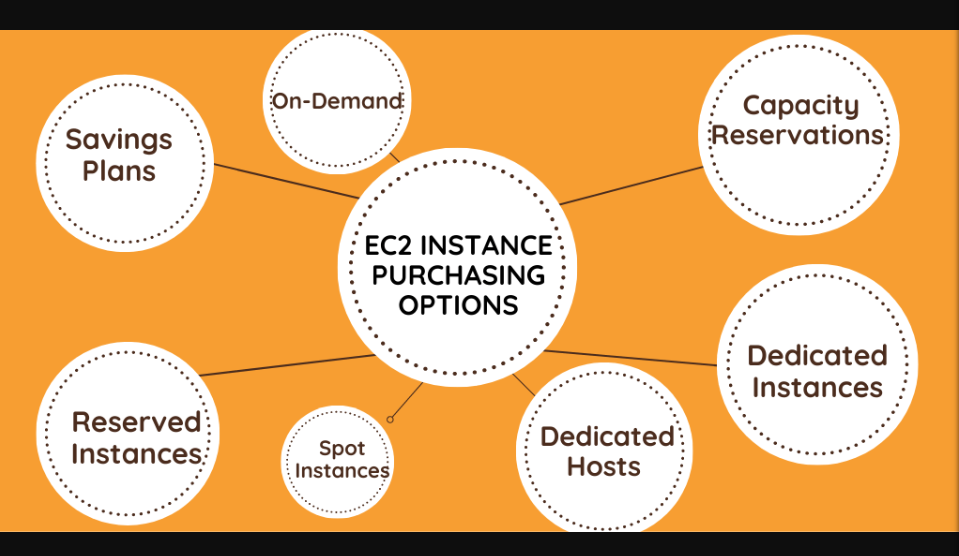 On-Demand
Savings
Plans
Capacity
Reservations
EC2 INSTANCE
PURCHASING
OPTIONS
Dedicated
Instances
Reserved
Instances
Spot
Instances
Dedicated
Hosts